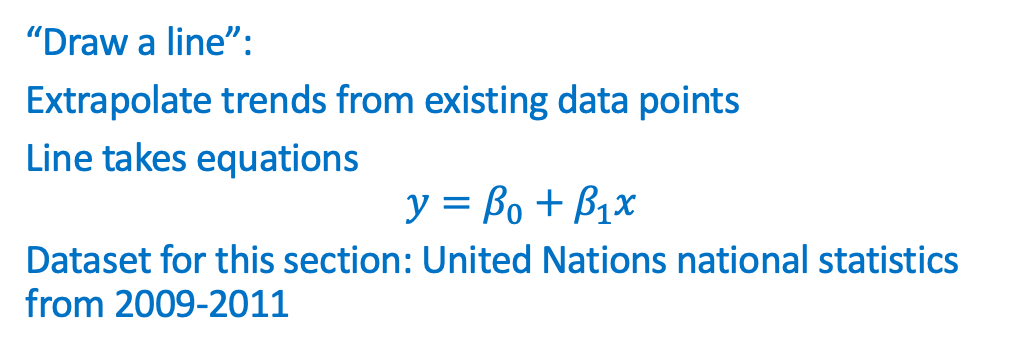 “Draw a line”:
Extrapolate trends from existing data points
Line takes equations
y = β₀ + β₁x
Dataset for this section: United Nations national statistics
from 2009-2011